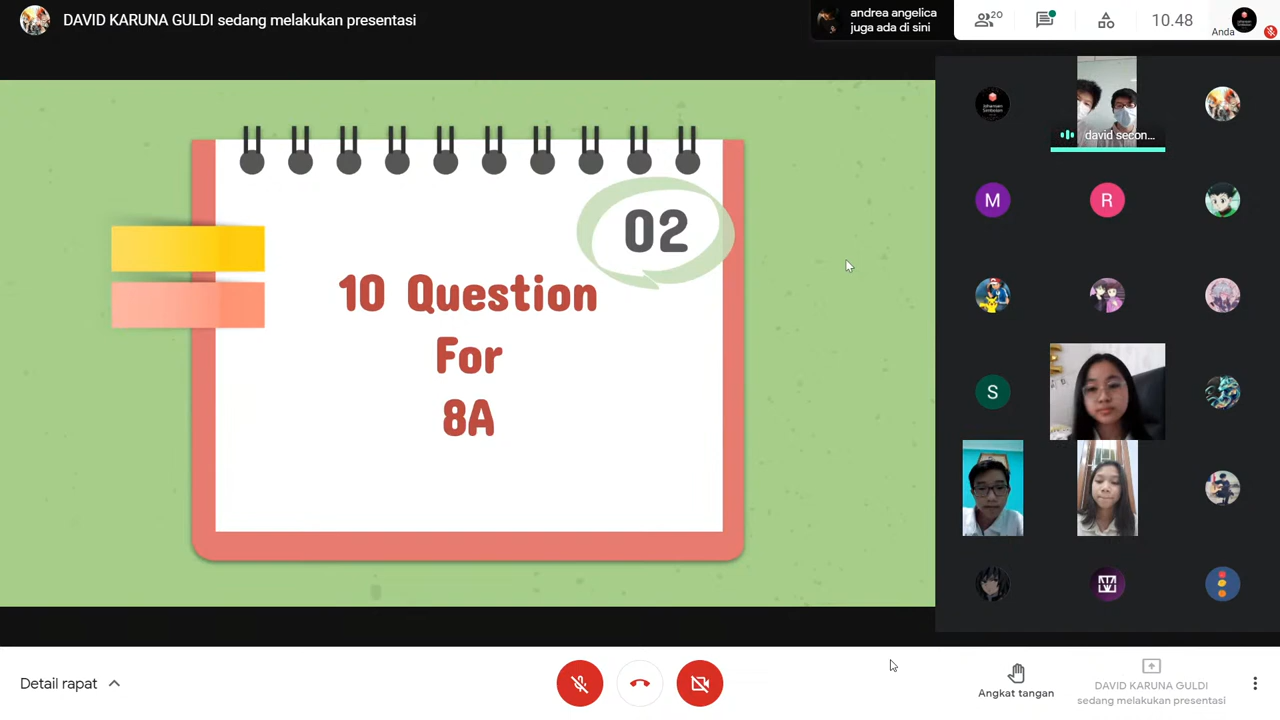 DAVID KARUNA GULDI sedang melakukan presentasi
andrea angelica
juga ada di sini
20
10.48
Anda
02
10 Question
For
8A
david secon...
M
R
S
Detail rapat
Angkat tangan
DAVID KARUNA GULDI
sedang melakukan presentasi